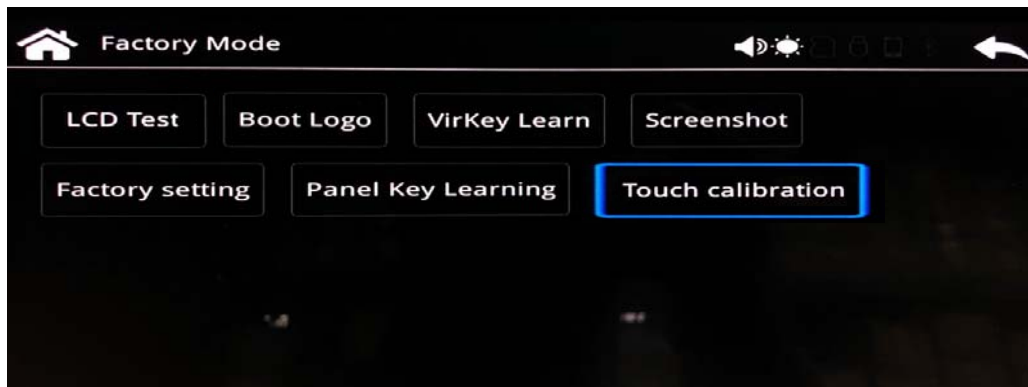 Factory Mode
LCD Test Boot Logo VirKey Learn Screenshot
Factory setting Panel Key Learning Touch calibration